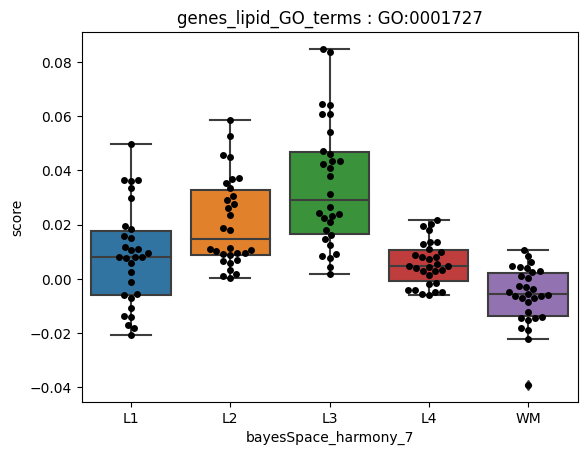 genes_lipid_GO_terms : GO:0001727
0.08
0.06
0.04
0.02
0.00
−0.02
−0.04
score
L1 L2 L3 L4 WM
bayesSpace_harmony_7